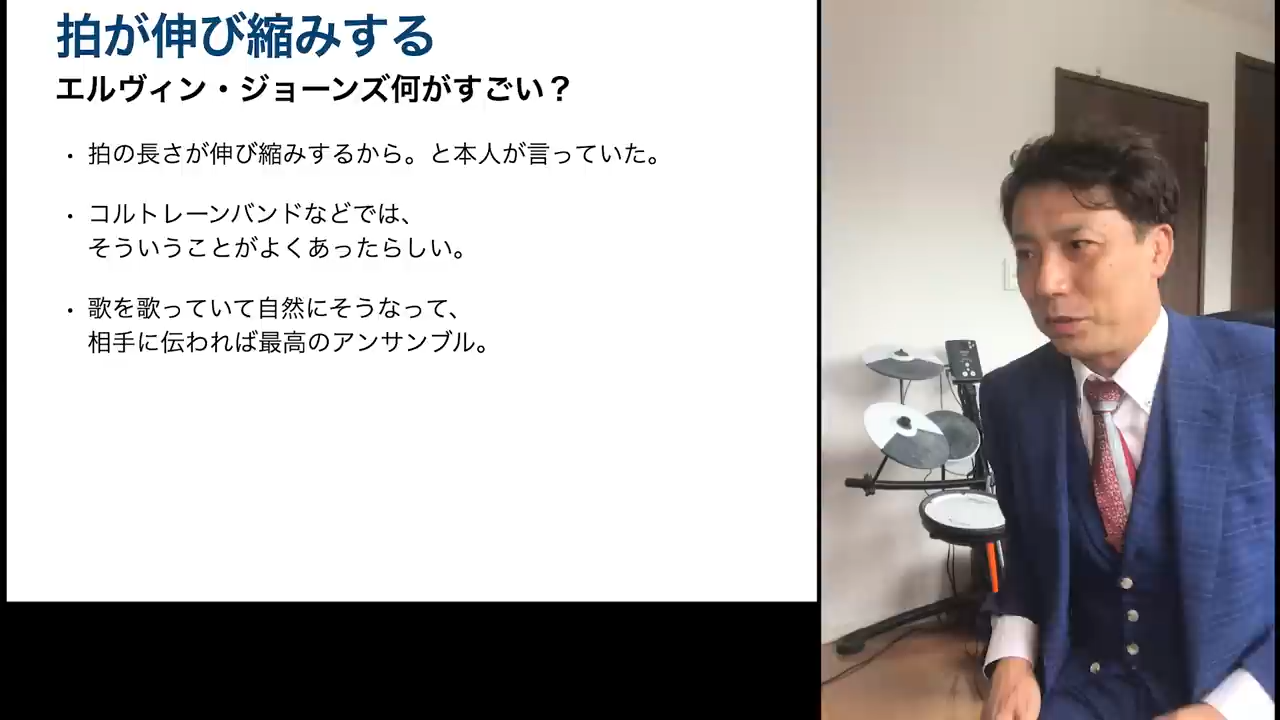 拍が伸び縮みする
エルヴィン・ジョーンズ何がすごい？
・ 拍の長さが伸び縮みするから。と本人が言っていた。
・ コルトレーンバンドなどでは、
そういうことがよくあったらしい。
・ 歌を歌っていて自然にそうなって、
相手に伝われば最高のアンサンブル。